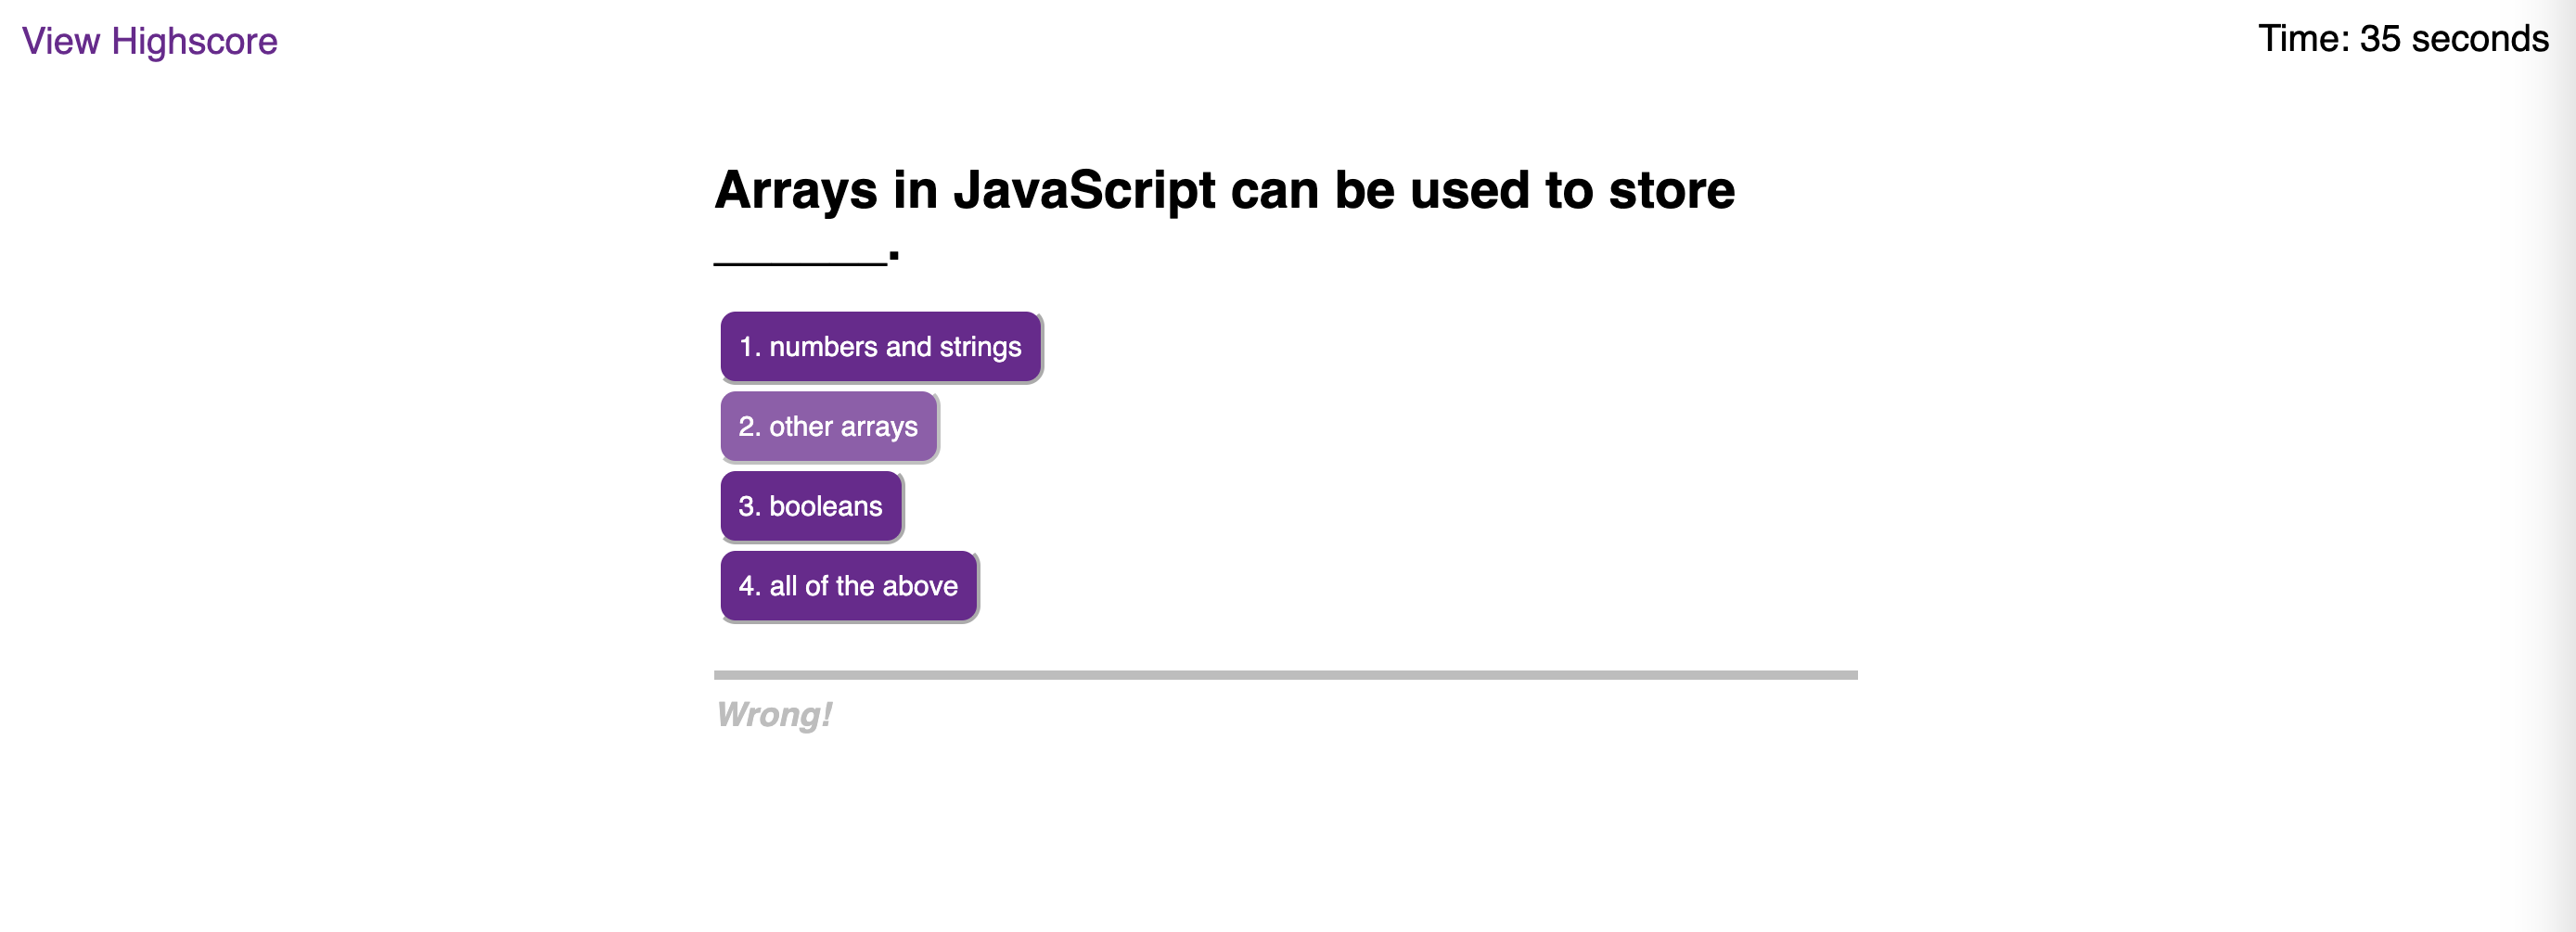 View Highscore
Time: 35 seconds
Arrays in JavaScript can be used to store
______.
1. numbers and strings
2. other arrays
3. booleans
4. all of the above
Wrong!